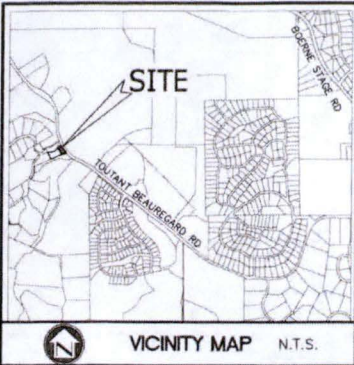 BOERNE STAGE RD
SITE
TOUTANT BEAUREGARD RD
N
VICINITY MAP N.T.S.